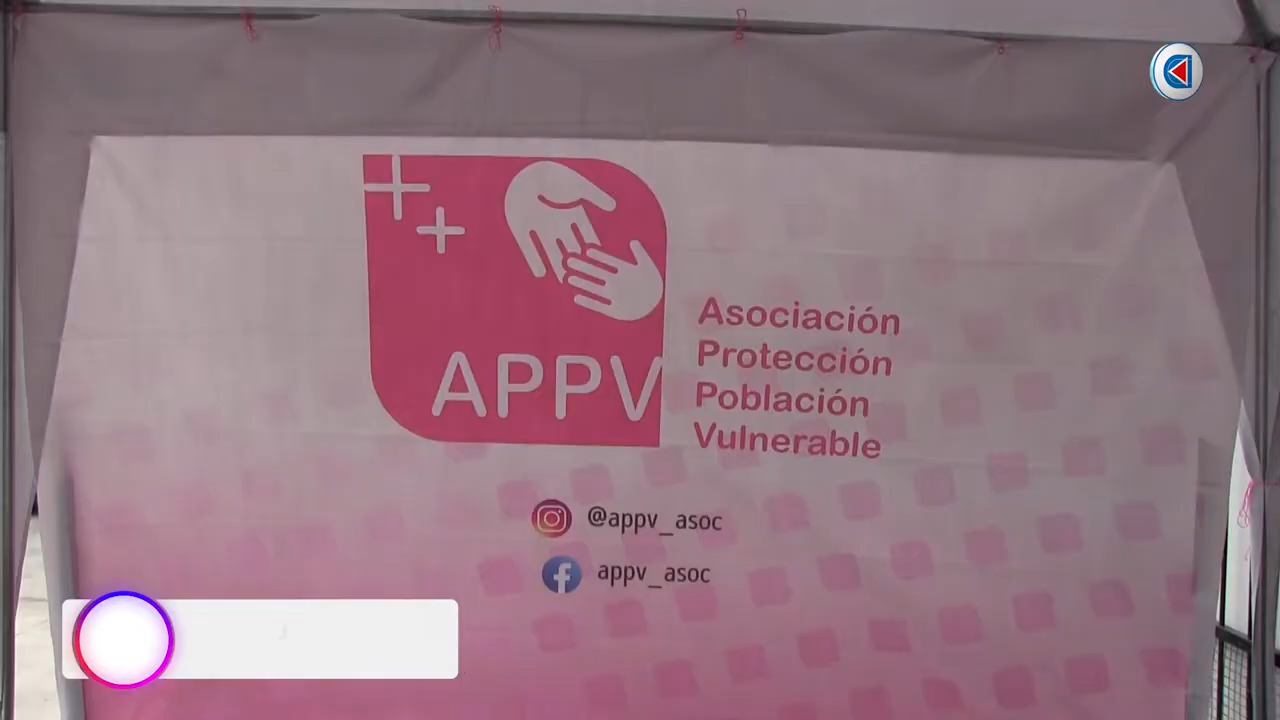 APPV
Asociación
Protección
Población
Vulnerable
@appv_asoc
appv_asoc